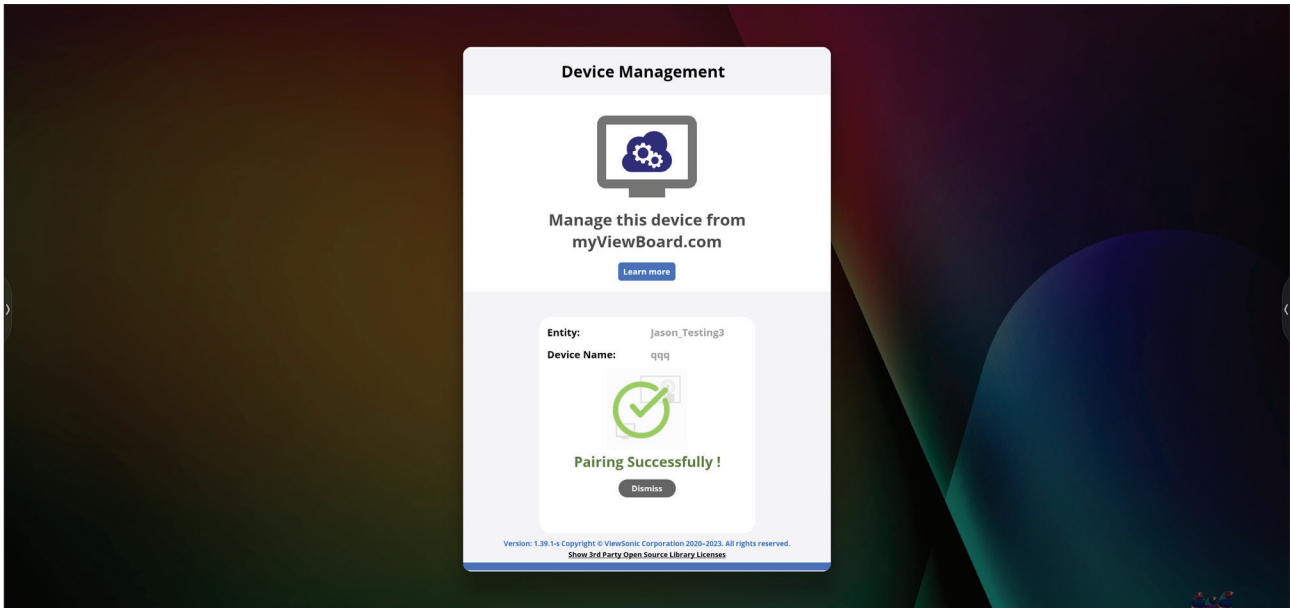 Device Management
Manage this device from
myViewBoard.com
Learn more
Entity: Jason_Testing3
Device Name: qqq
Pairing Successfully !
Dismiss
Version: 1.39.1-s Copyright © ViewSonic Corporation 2020–2023. All rights reserved.
Show 3rd Party Open Source Library Licenses